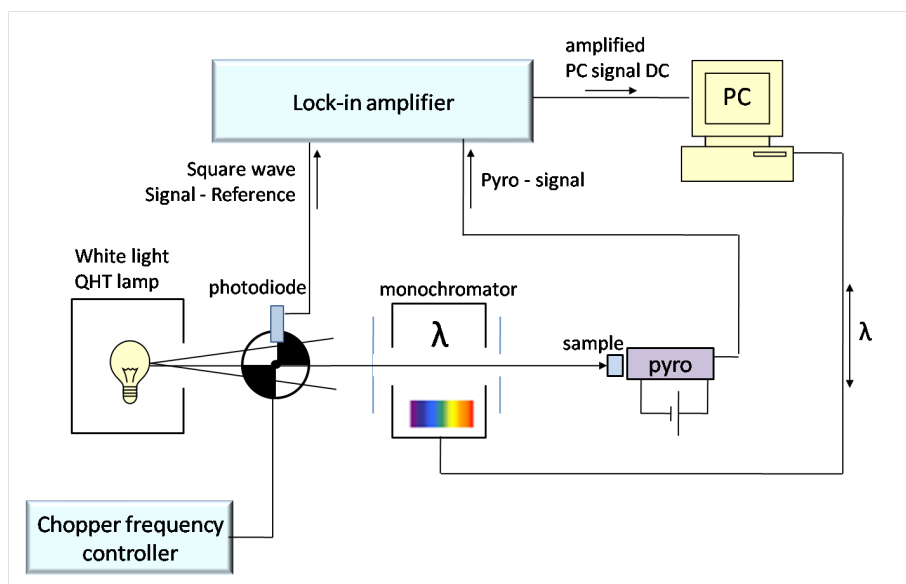 amplified
PC signal DC
Lock-in amplifier
PC
Square wave
Signal - Reference
Pyro - signal
White light
QHT lamp
photodiode
monochromator
λ
sample
pyro
λ
Chopper frequency
controller